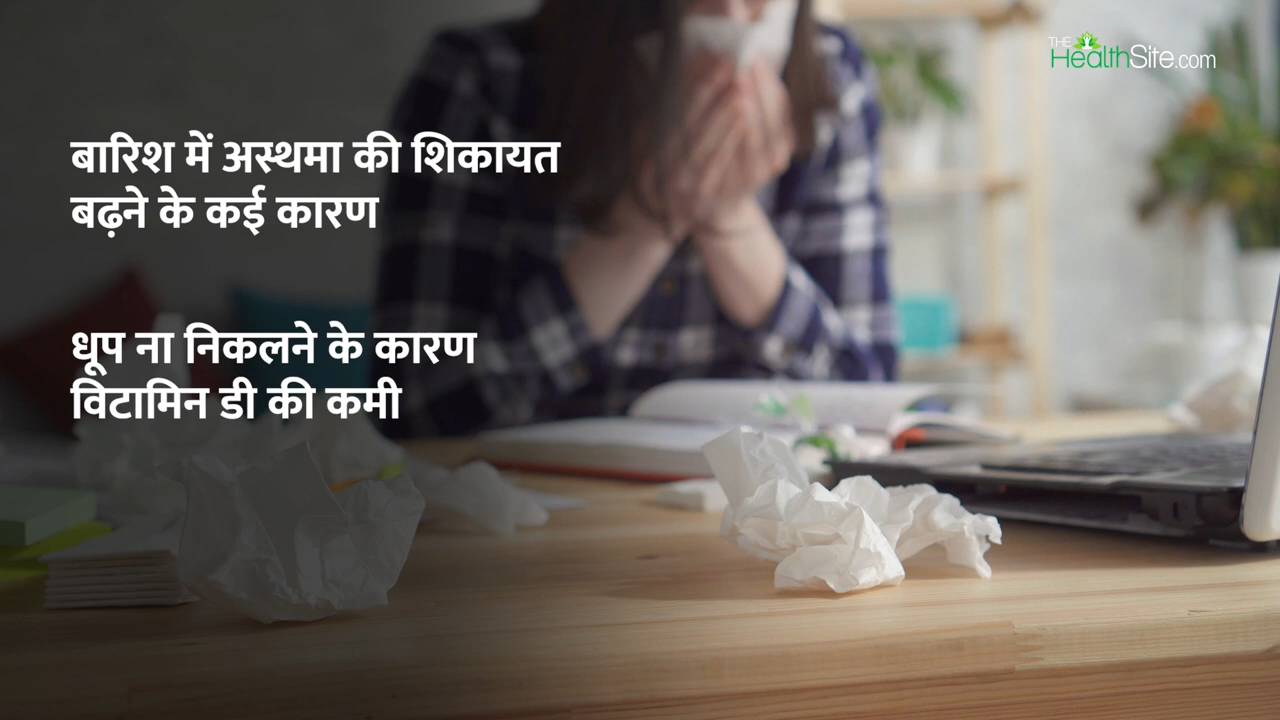 THE
HealthSite.com
बारिश में अस्थमा की शिकायत
बढ़ने के कई कारण
धूप ना निकलने के कारण
विटामिन डी की कमी